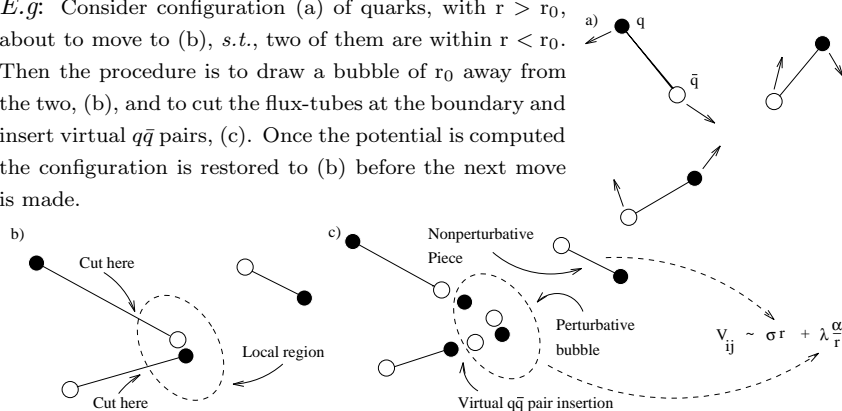 E.g: Consider configuration (a) of quarks, with r > r₀,
about to move to (b), s.t., two of them are within r < r₀.
Then the procedure is to draw a bubble of r₀ away from
the two, (b), and to cut the flux-tubes at the boundary and
insert virtual qq̄ pairs, (c). Once the potential is computed
the configuration is restored to (b) before the next move
is made.
a)
q
q̄
b)
Cut here
Local region
Cut here
c)
Nonperturbative
Piece
Perturbative
bubble
Virtual qq̄ pair insertion
V_ij ~ σ r + λ α/r